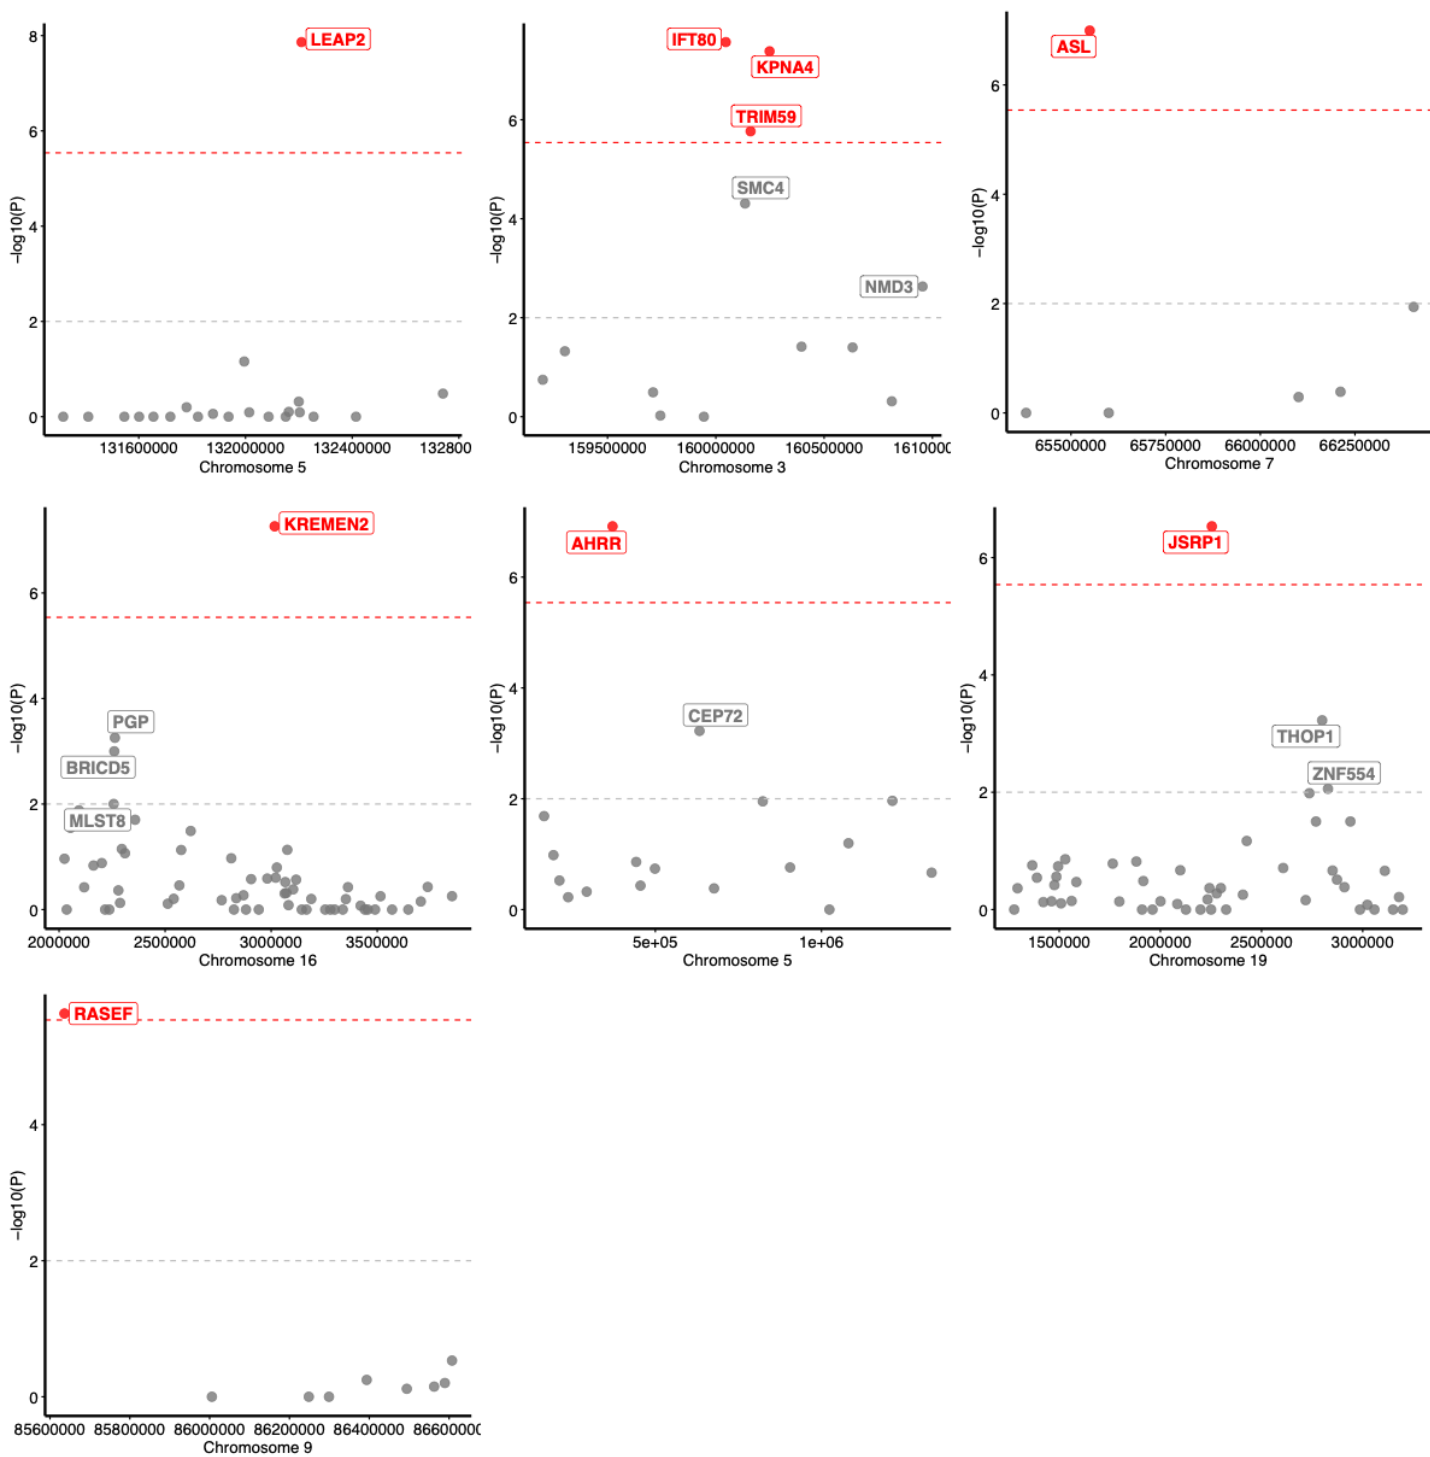 8
6
4
2
0
−log10(P)
LEAP2
131600000 132000000 132400000 132800
Chromosome 5
6
4
2
0
−log10(P)
IFT80
KPNA4
TRIM59
SMC4
NMD3
159500000 160000000 160500000 161000
Chromosome 3
6
4
2
0
−log10(P)
ASL
65500000 65750000 66000000 66250000
Chromosome 7
6
4
2
0
−log10(P)
KREMEN2
PGP
BRICD5
MLST8
2000000 2500000 3000000 3500000
Chromosome 16
6
4
2
0
−log10(P)
AHRR
CEP72
5e+05 1e+06
Chromosome 5
6
4
2
0
−log10(P)
JSRP1
THOP1
ZNF554
1500000 2000000 2500000 3000000
Chromosome 19
4
2
0
−log10(P)
RASEF
85600000 85800000 86000000 86200000 86400000 866000
Chromosome 9